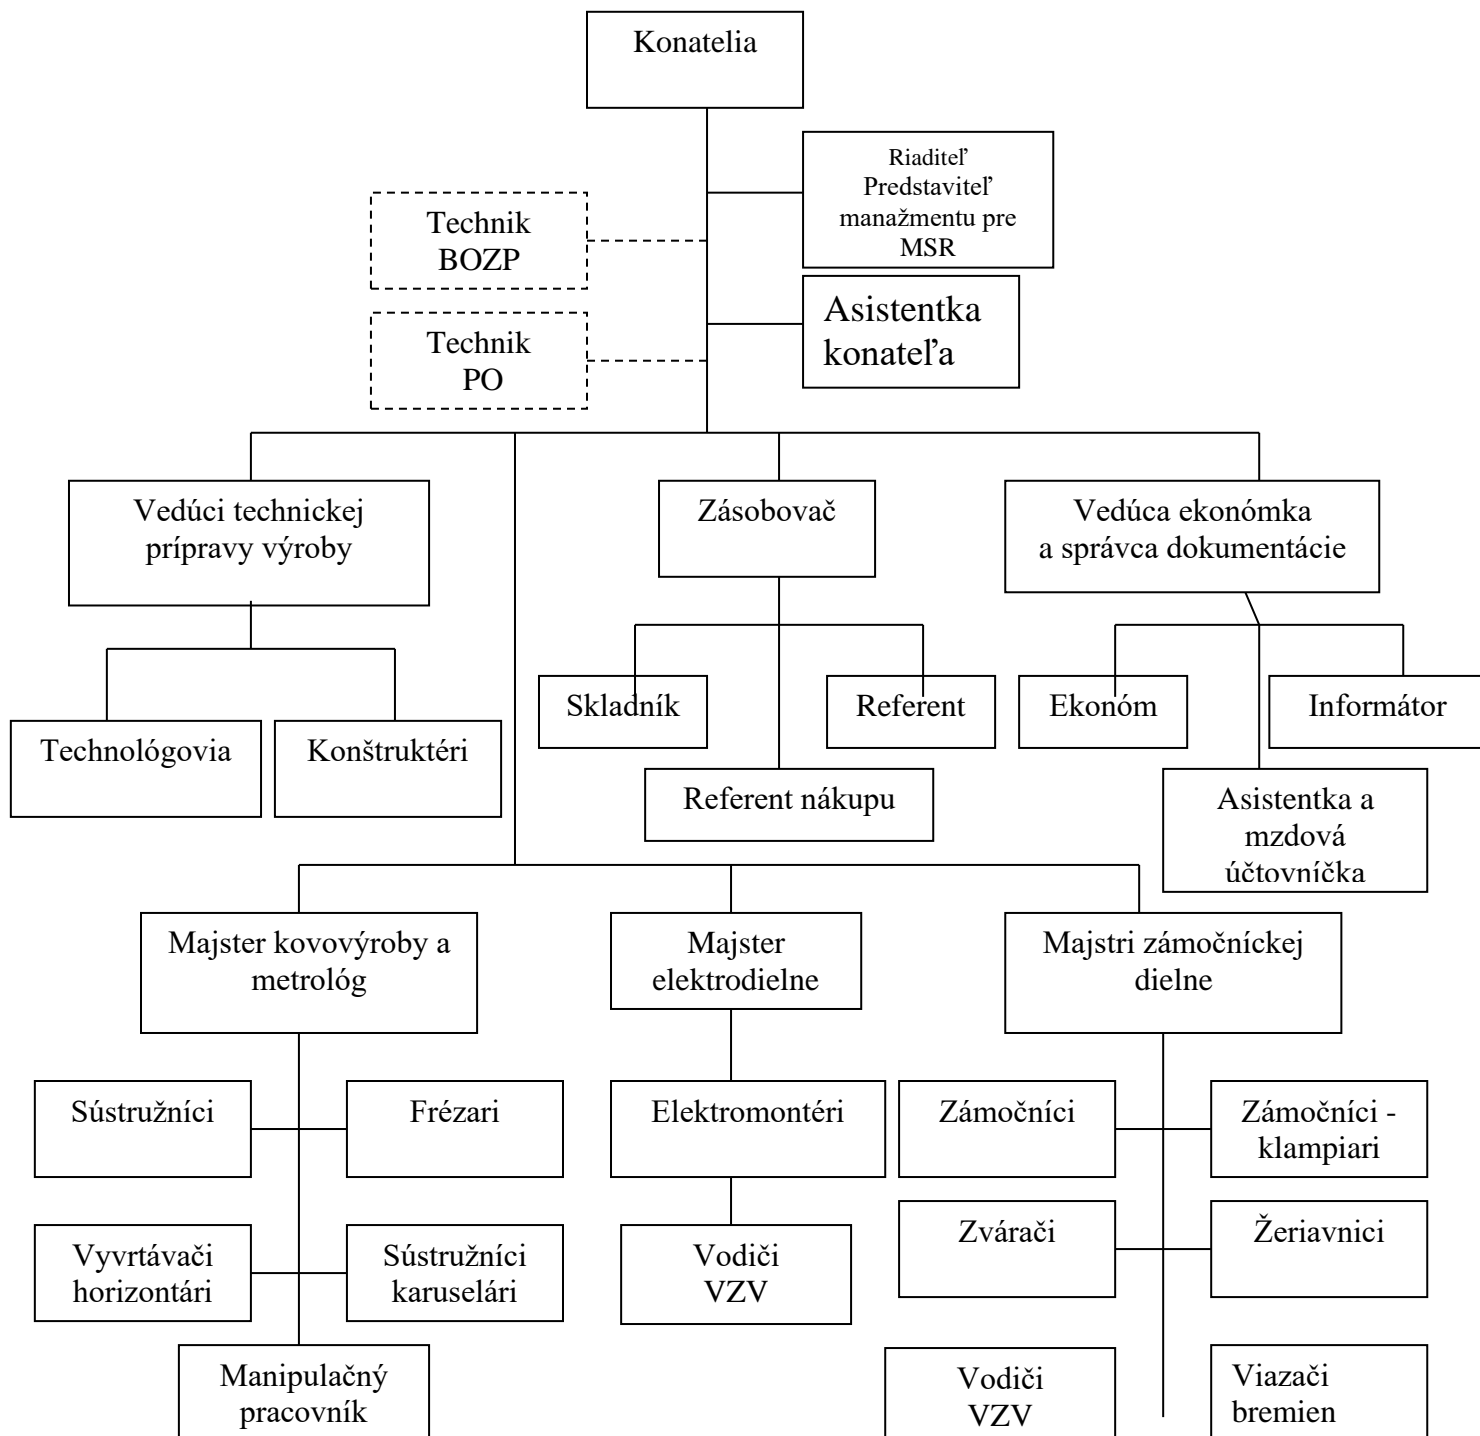 Konatelia
Riaditeľ
Predstaviteľ
manažmentu pre
MSR
Technik
BOZP
Asistentka
konateľa
Technik
PO
Vedúci technickej
prípravy výroby
Zásobovač
Vedúca ekonómka
a správca dokumentácie
Skladník
Referent
Ekonóm
Informátor
Technológovia
Konštruktéri
Referent nákupu
Asistentka a
mzdová
účtovníčka
Majster kovovýroby a
metrológ
Majster
elektrodielne
Majstri zámočníckej
dielne
Sústružníci
Frézari
Elektromontéri
Zámočníci
Zámočníci -
klampiari
Vyvrtávači
horizontári
Sústružníci
karuselári
Vodiči
VZV
Zvárači
Žeriavnici
Manipulačný
pracovník
Vodiči
VZV
Viazači
bremien